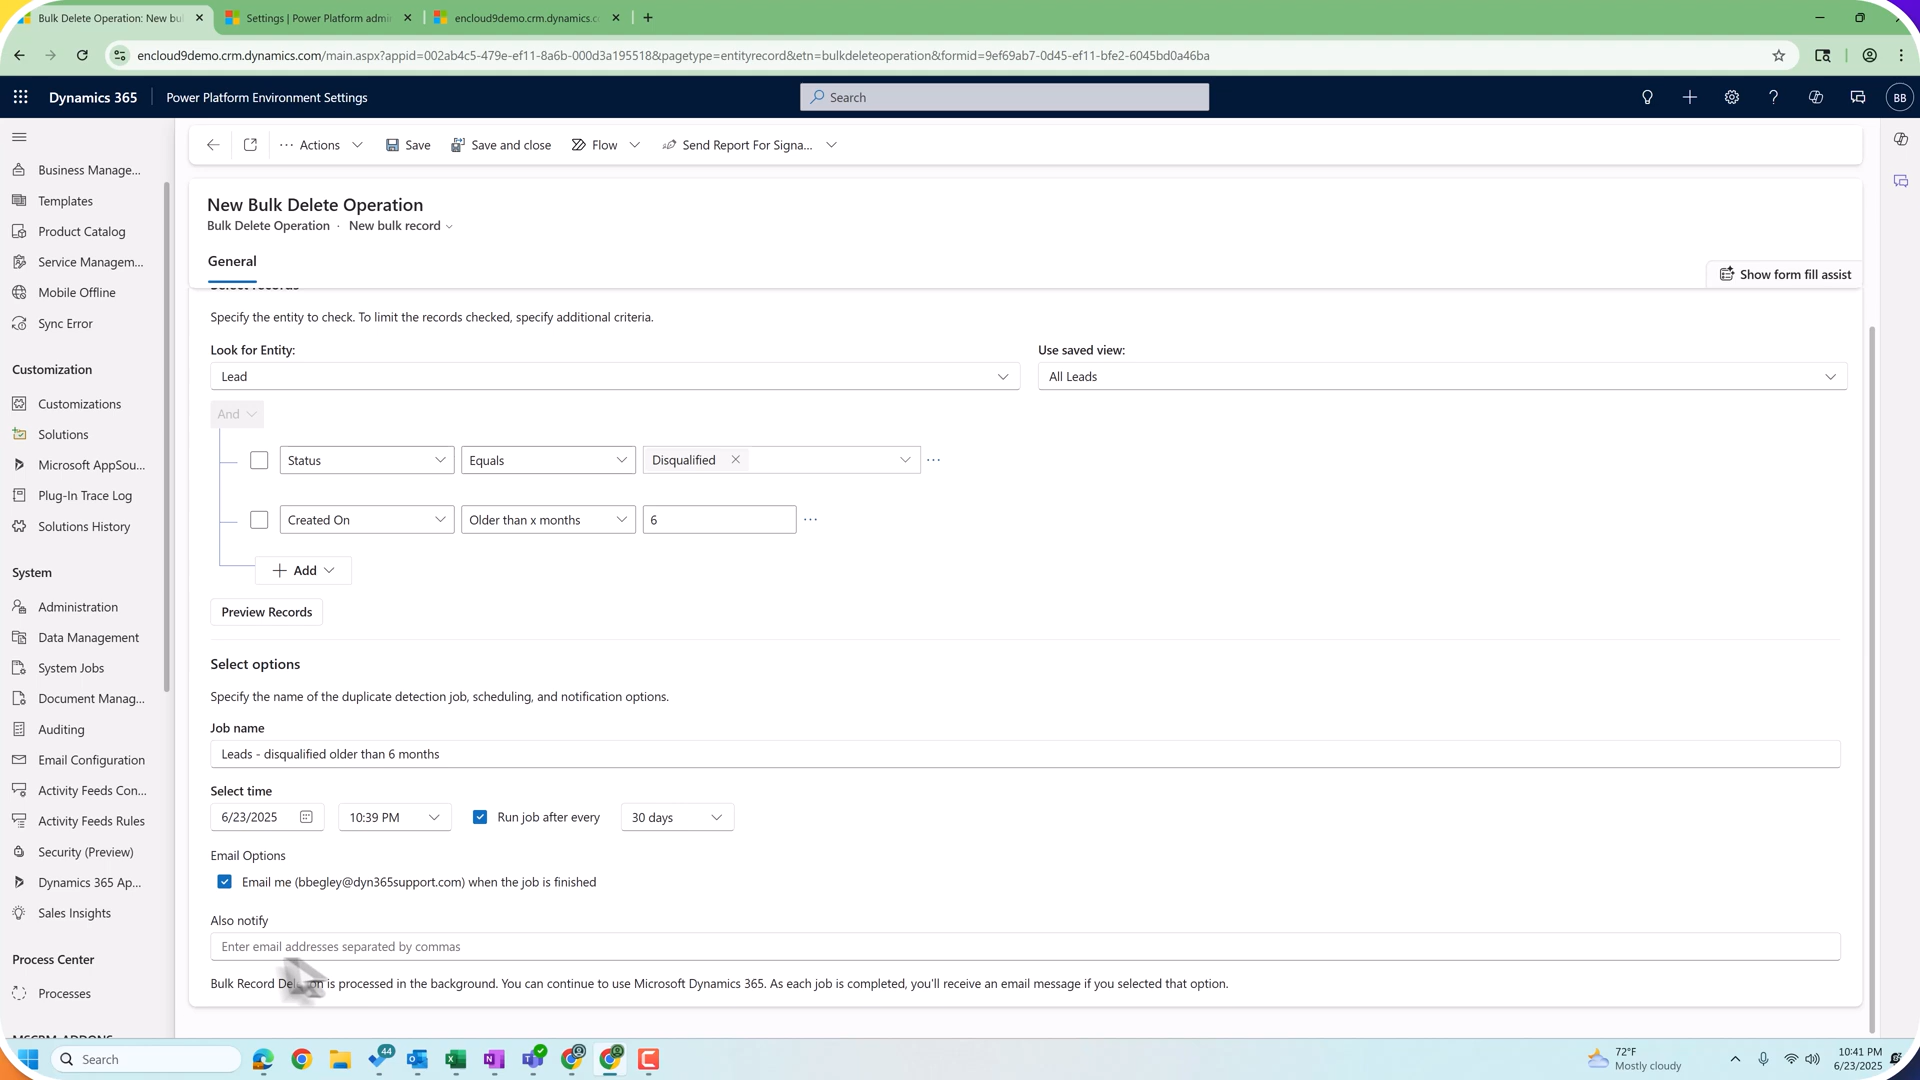 Bulk Delete Operation: New bul
Settings | Power Platform admi
encloud9demo.crm.dynamics.c
encloud9demo.crm.dynamics.com/main.aspx?appid=002ab4c5-479e-ef11-8a6b-000d3a195518&pagetype=entityrecord&etn=bulkdeleteoperation&formid=9ef69ab7-0d45-ef11-bfe2-6045bd0a46ba
Dynamics 365
Power Platform Environment Settings
Search
BB
Actions
Save
Save and close
Flow
Send Report For Signa...
Business Manage...
Templates
Product Catalog
Service Managem...
Mobile Offline
Sync Error
Customization
Customizations
Solutions
Microsoft AppSou...
Plug-In Trace Log
Solutions History
System
Administration
Data Management
System Jobs
Document Manag...
Auditing
Email Configuration
Activity Feeds Con...
Activity Feeds Rules
Security (Preview)
Dynamics 365 Ap...
Sales Insights
Process Center
Processes
MSCRM-ADDONS
New Bulk Delete Operation
Bulk Delete Operation · New bulk record
General
Show form fill assist
Select records
Specify the entity to check. To limit the records checked, specify additional criteria.
Look for Entity:
Use saved view:
Lead
All Leads
And
Status
Equals
Disqualified
Created On
Older than x months
6
Add
Preview Records
Select options
Specify the name of the duplicate detection job, scheduling, and notification options.
Job name
Leads - disqualified older than 6 months
Select time
6/23/2025
10:39 PM
Run job after every
30 days
Email Options
Email me (bbegley@dyn365support.com) when the job is finished
Also notify
Enter email addresses separated by commas
Bulk Record Deletion is processed in the background. You can continue to use Microsoft Dynamics 365. As each job is completed, you'll receive an email message if you selected that option.
Search
44
72°F
Mostly cloudy
10:41 PM
6/23/2025